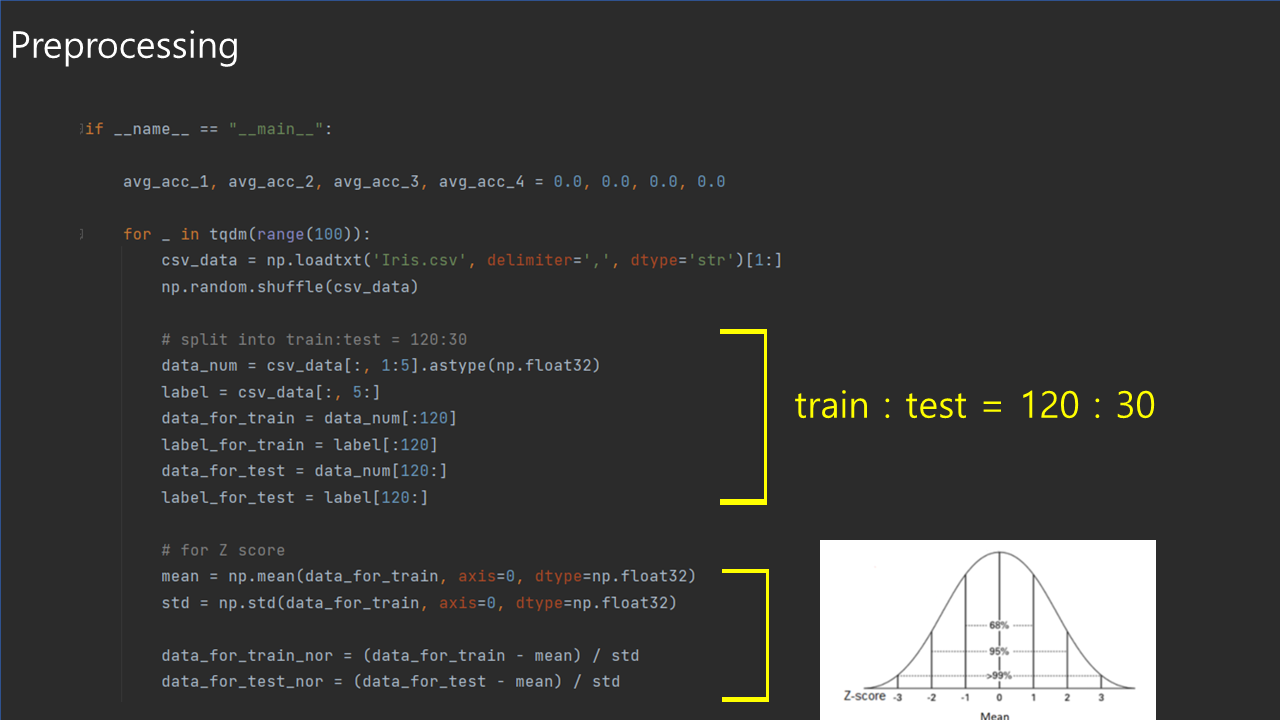 Preprocessing
if __name__ == "__main__":
avg_acc_1, avg_acc_2, avg_acc_3, avg_acc_4 = 0.0, 0.0, 0.0, 0.0
for _ in tqdm(range(100)):
csv_data = np.loadtxt('Iris.csv', delimiter=',', dtype='str')[1:]
np.random.shuffle(csv_data)
# split into train:test = 120:30
data_num = csv_data[:, 1:5].astype(np.float32)
label = csv_data[:, 5:]
data_for_train = data_num[:120]
label_for_train = label[:120]
data_for_test = data_num[120:]
label_for_test = label[120:]
train : test = 120 : 30
# for Z score
mean = np.mean(data_for_train, axis=0, dtype=np.float32)
std = np.std(data_for_train, axis=0, dtype=np.float32)
data_for_train_nor = (data_for_train - mean) / std
data_for_test_nor = (data_for_test - mean) / std
68%
95%
>99%
Z-score -3 -2 -1 0 1 2 3
Mean